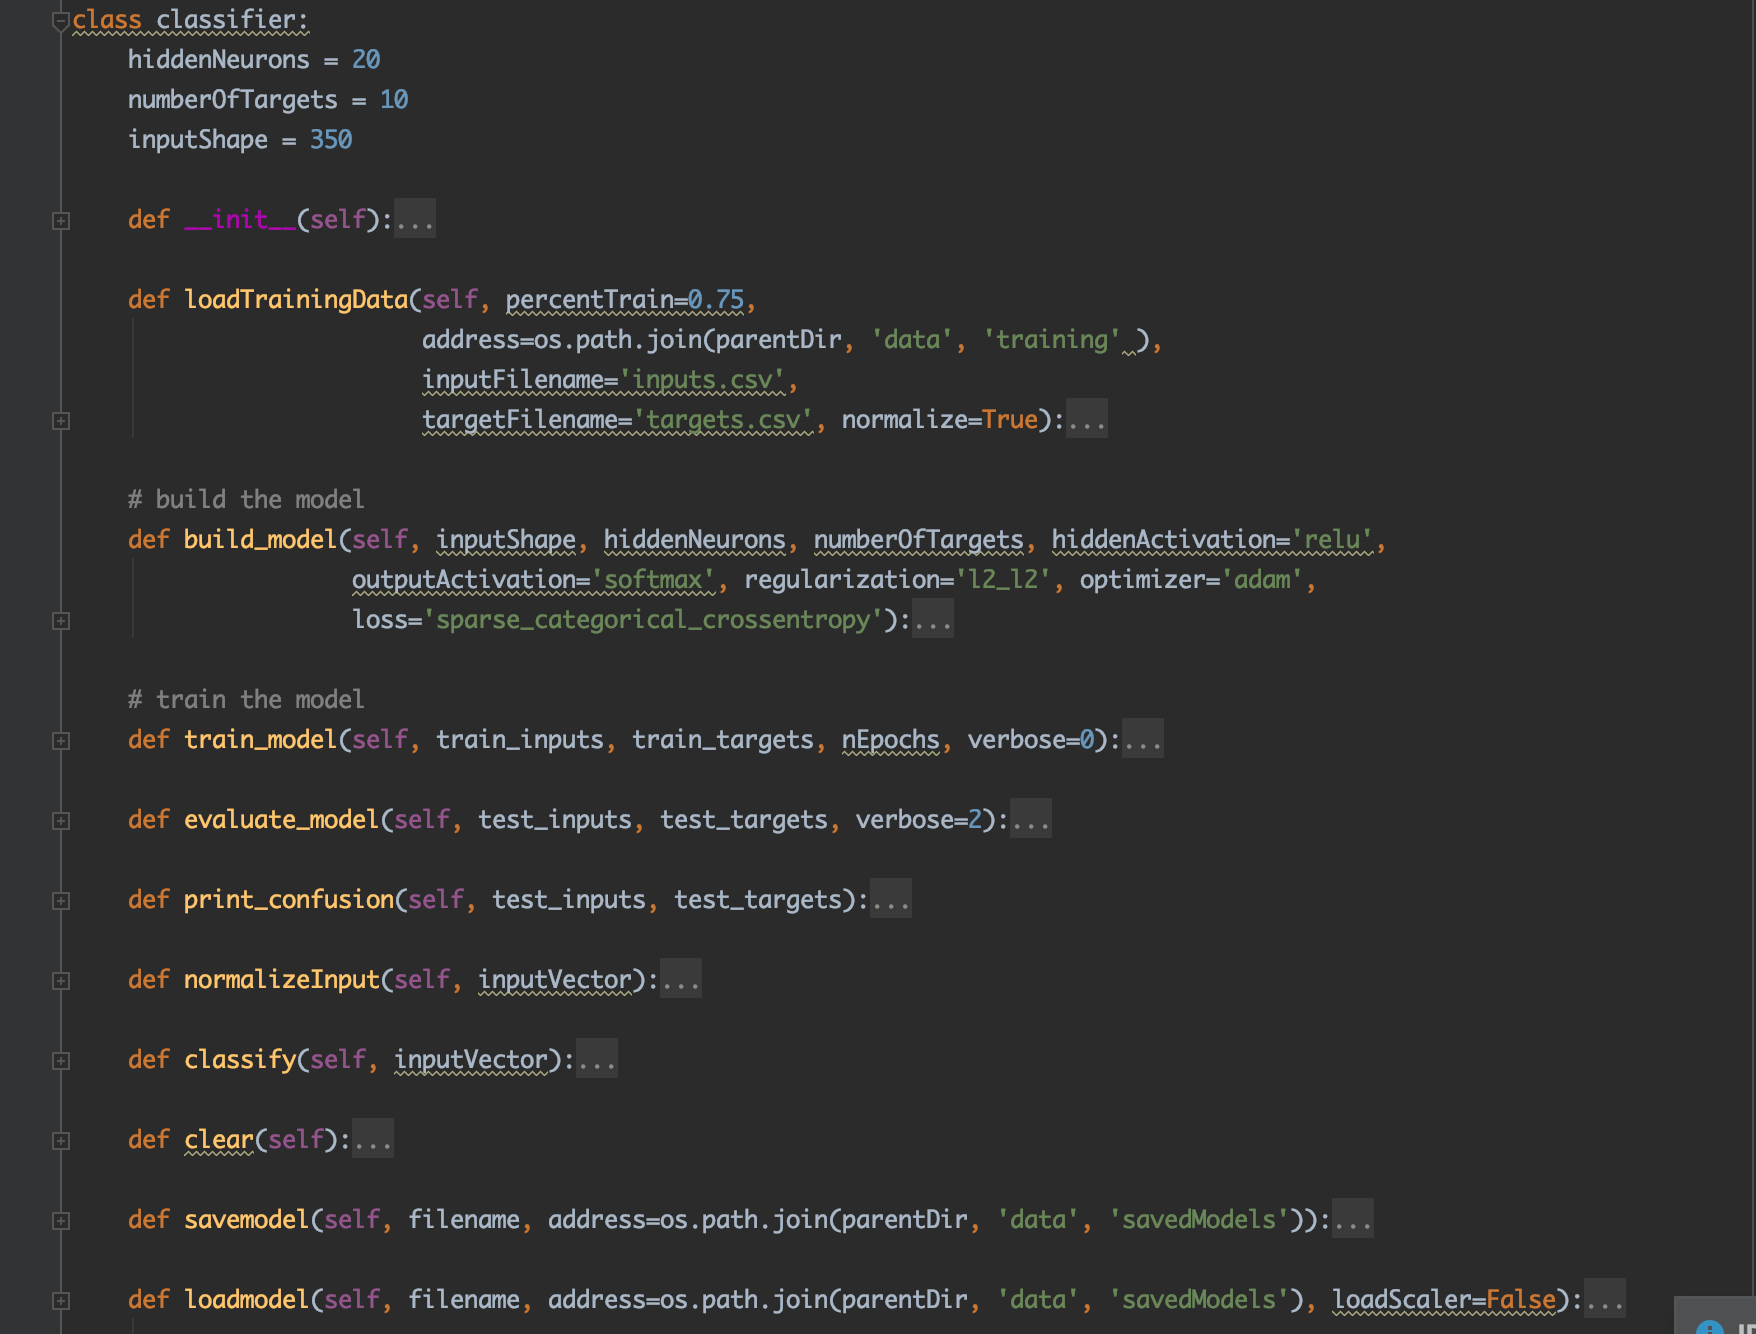 class classifier:
hiddenNeurons = 20
numberOfTargets = 10
inputShape = 350
def __init__(self):...
def loadTrainingData(self, percentTrain=0.75,
address=os.path.join(parentDir, 'data', 'training' ),
inputFilename='inputs.csv',
targetFilename='targets.csv', normalize=True):...
# build the model
def build_model(self, inputShape, hiddenNeurons, numberOfTargets, hiddenActivation='relu',
outputActivation='softmax', regularization='l2_l2', optimizer='adam',
loss='sparse_categorical_crossentropy'):...
# train the model
def train_model(self, train_inputs, train_targets, nEpochs, verbose=0):...
def evaluate_model(self, test_inputs, test_targets, verbose=2):...
def print_confusion(self, test_inputs, test_targets):...
def normalizeInput(self, inputVector):...
def classify(self, inputVector):...
def clear(self):...
def savemodel(self, filename, address=os.path.join(parentDir, 'data', 'savedModels')):...
def loadmodel(self, filename, address=os.path.join(parentDir, 'data', 'savedModels'), loadScaler=False):...